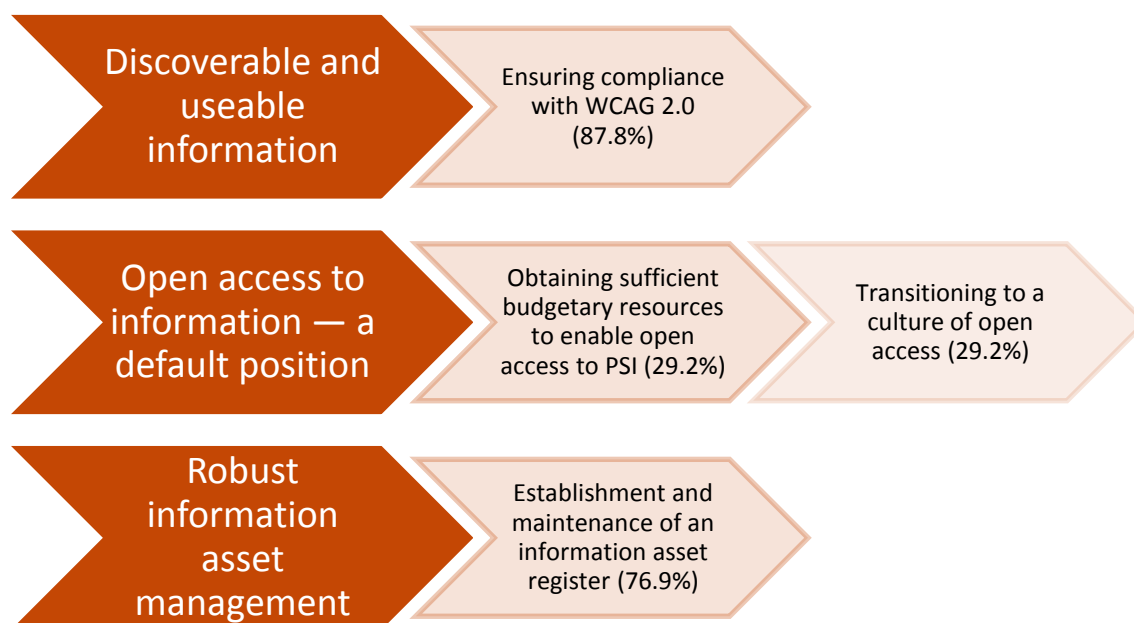 Discoverable and
useable
information
Ensuring compliance
with WCAG 2.0
(87.8%)
Open access to
information — a
default position
Obtaining sufficient
budgetary resources
to enable open
access to PSI (29.2%)
Transitioning to a
culture of open
access (29.2%)
Robust
information
asset
management
Establishment and
maintenance of an
information asset
register (76.9%)